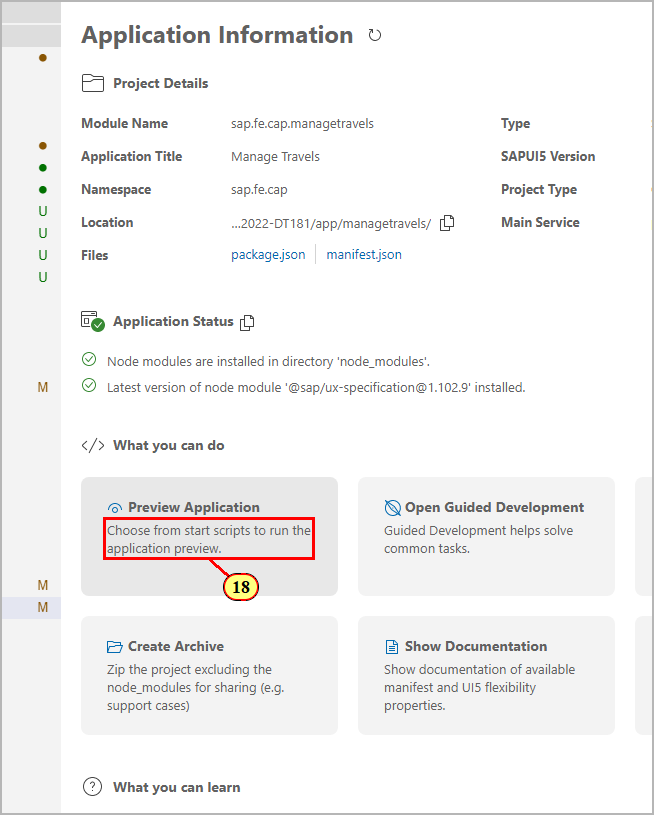 Application Information
Project Details
Module Name sap.fe.cap.managetravels Type
Application Title Manage Travels SAPUI5 Version
Namespace sap.fe.cap Project Type
Location ...2022-DT181/app/managetravels/ Main Service
Files package.json manifest.json
U
U
U
U
Application Status
Node modules are installed in directory 'node_modules'.
Latest version of node module '@sap/ux-specification@1.102.9' installed.
M
What you can do
Preview Application
Choose from start scripts to run the
application preview.
18
Open Guided Development
Guided Development helps solve
common tasks.
M
M
Create Archive
Zip the project excluding the
node_modules for sharing (e.g.
support cases)
Show Documentation
Show documentation of available
manifest and UI5 flexibility
properties.
What you can learn